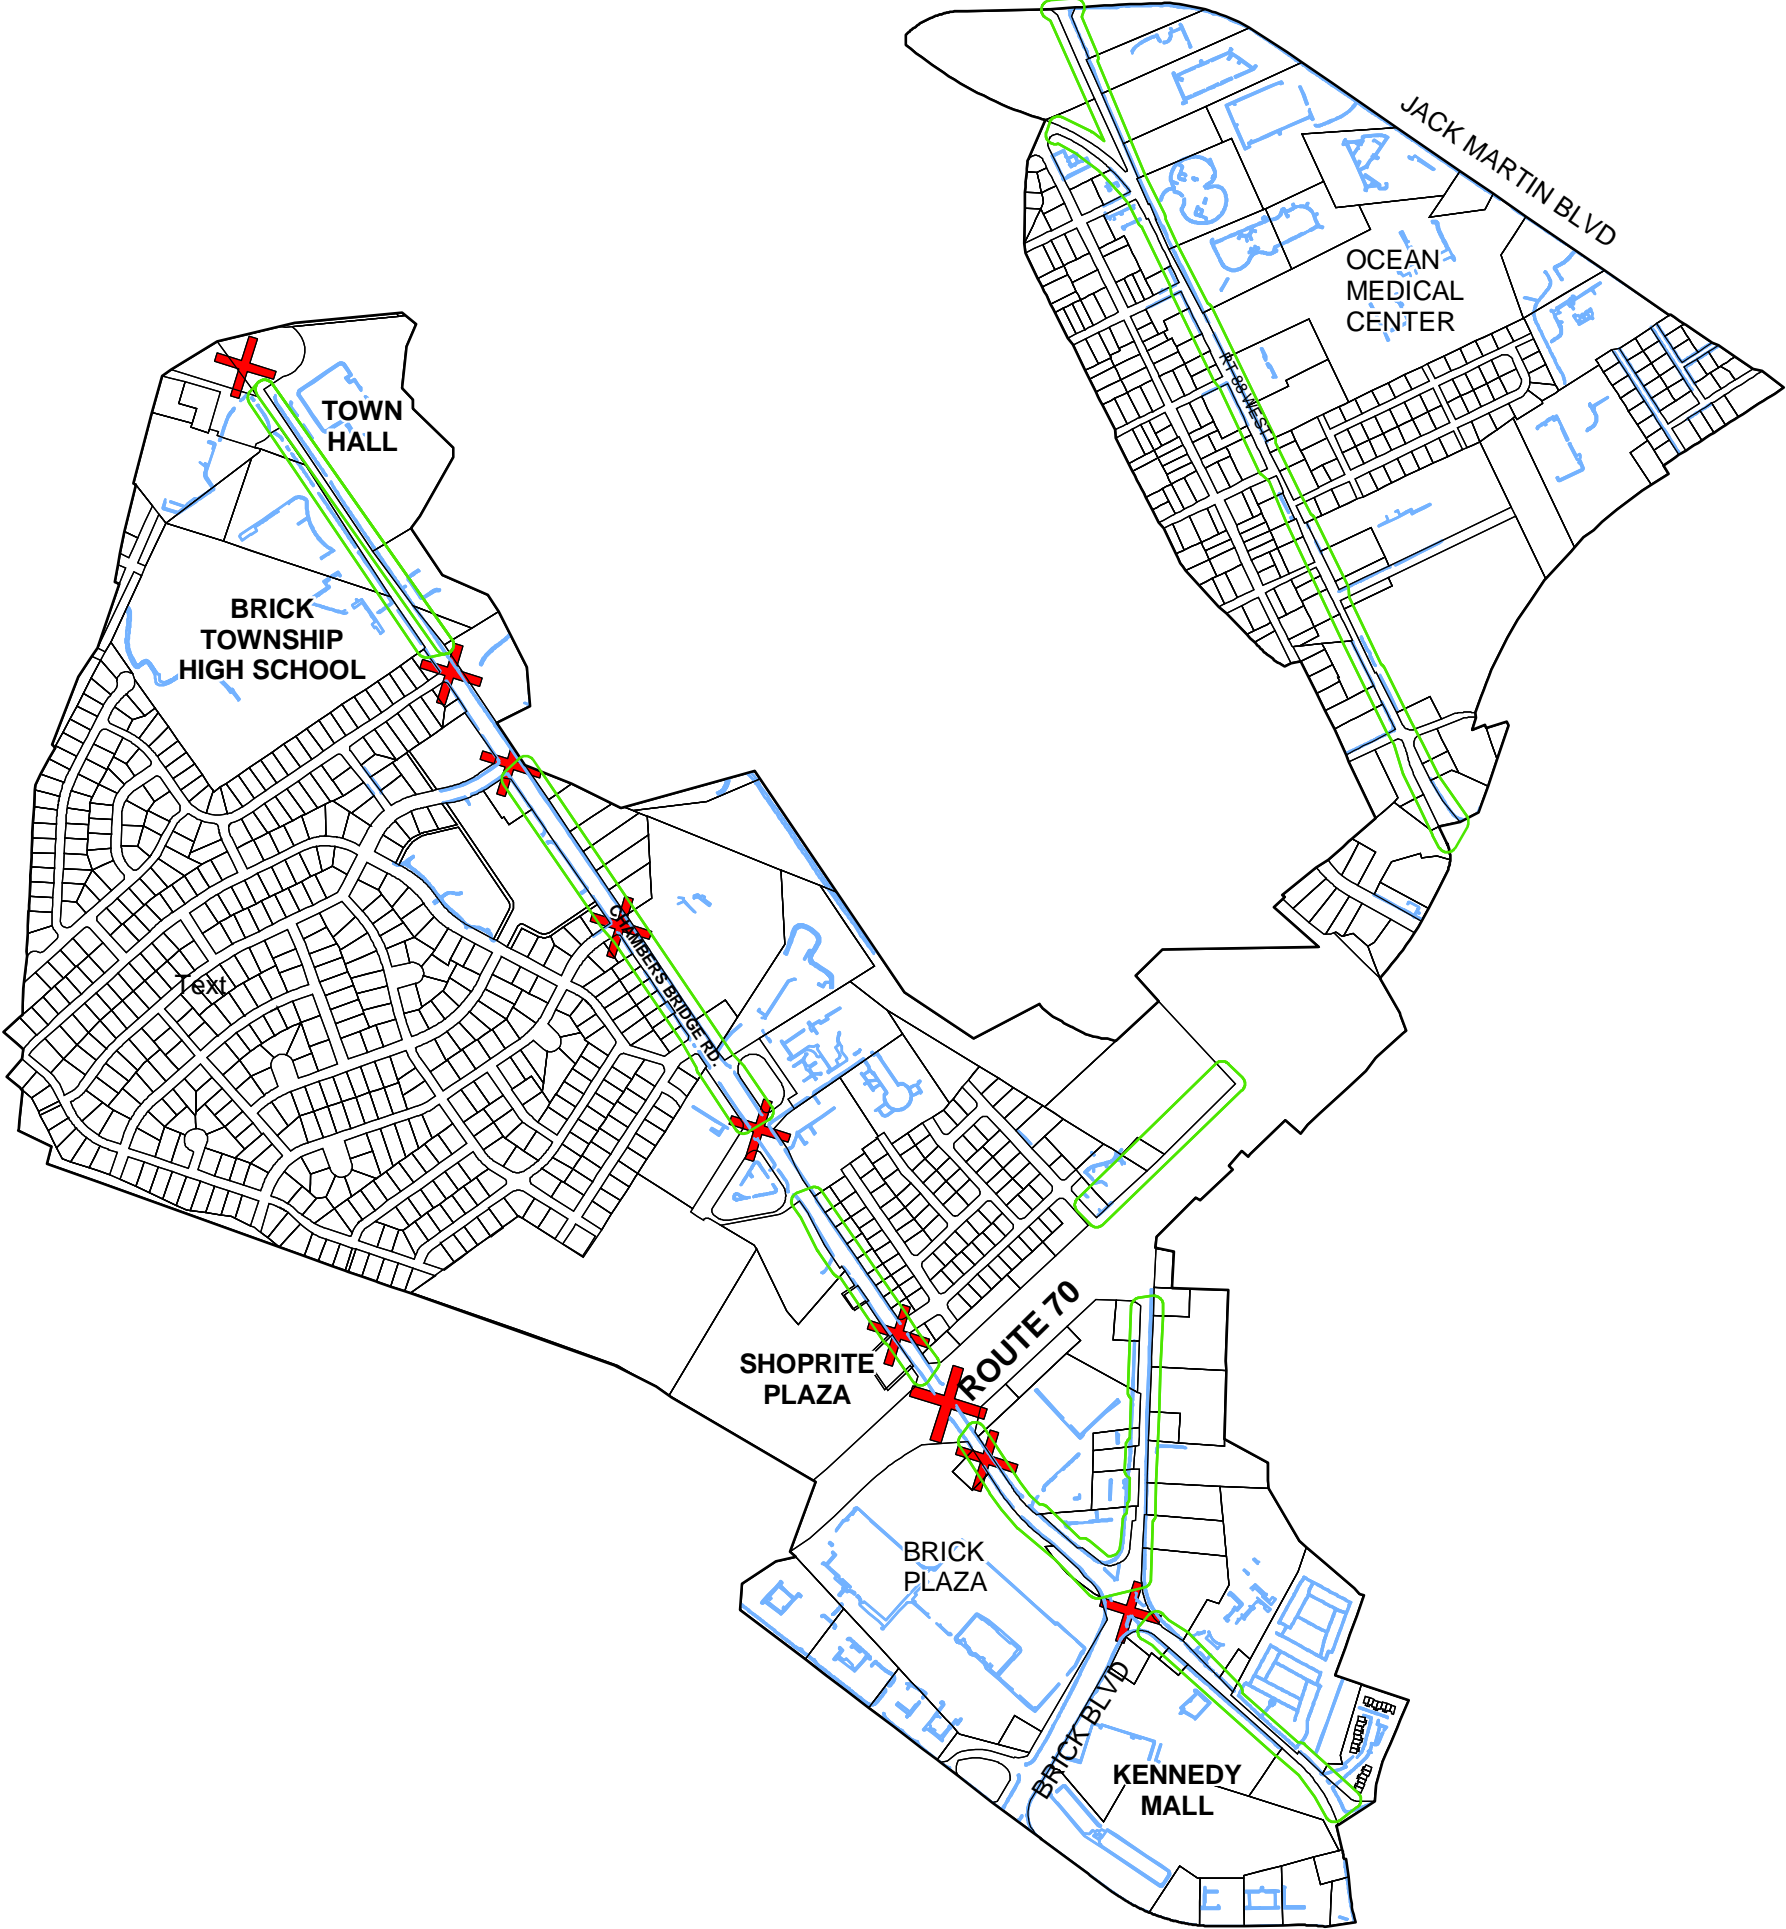 JACK MARTIN BLVD
OCEAN
MEDICAL
CENTER
RT 88 WEST
TOWN
HALL
BRICK
TOWNSHIP
HIGH SCHOOL
CHAMBERS BRIDGE RD.
Text
ROUTE 70
SHOPRITE
PLAZA
BRICK
PLAZA
BRICK BLVD
KENNEDY
MALL